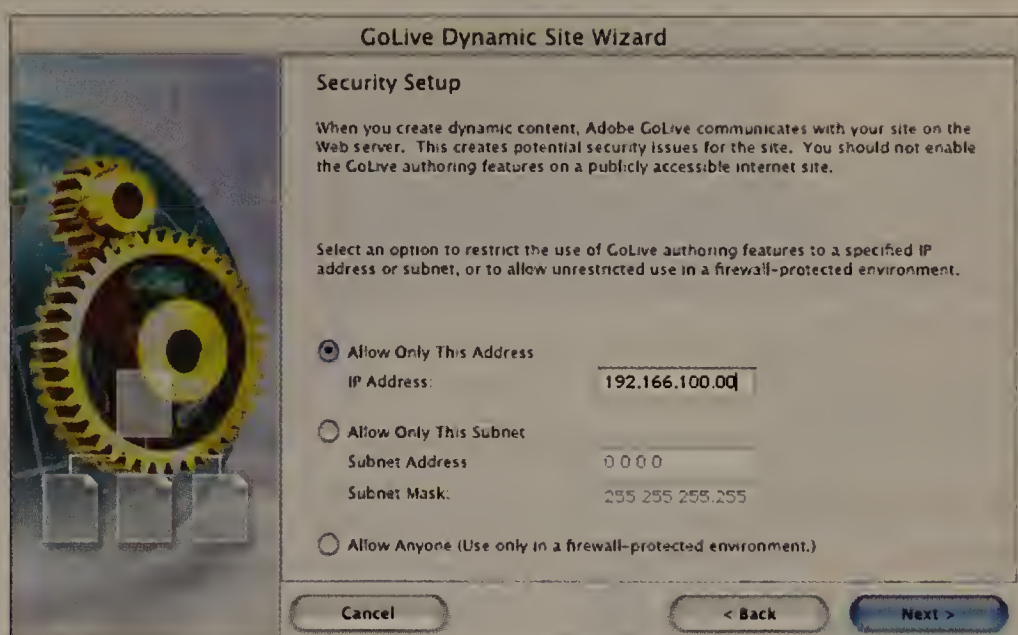 GoLive Dynamic Site Wizard
Security Setup
When you create dynamic content, Adobe GoLive communicates with your site on the
Web server. This creates potential security issues for the site. You should not enable
the GoLive authoring features on a publicly accessible internet site.
Select an option to restrict the use of GoLive authoring features to a specified IP
address or subnet, or to allow unrestricted use in a firewall-protected environment.
Allow Only This Address
IP Address: 192.166.100.00
Allow Only This Subnet
Subnet Address 0 0 0 0
Subnet Mask: 255 255 255.255
Allow Anyone (Use only in a firewall-protected environment.)
Cancel < Back Next >